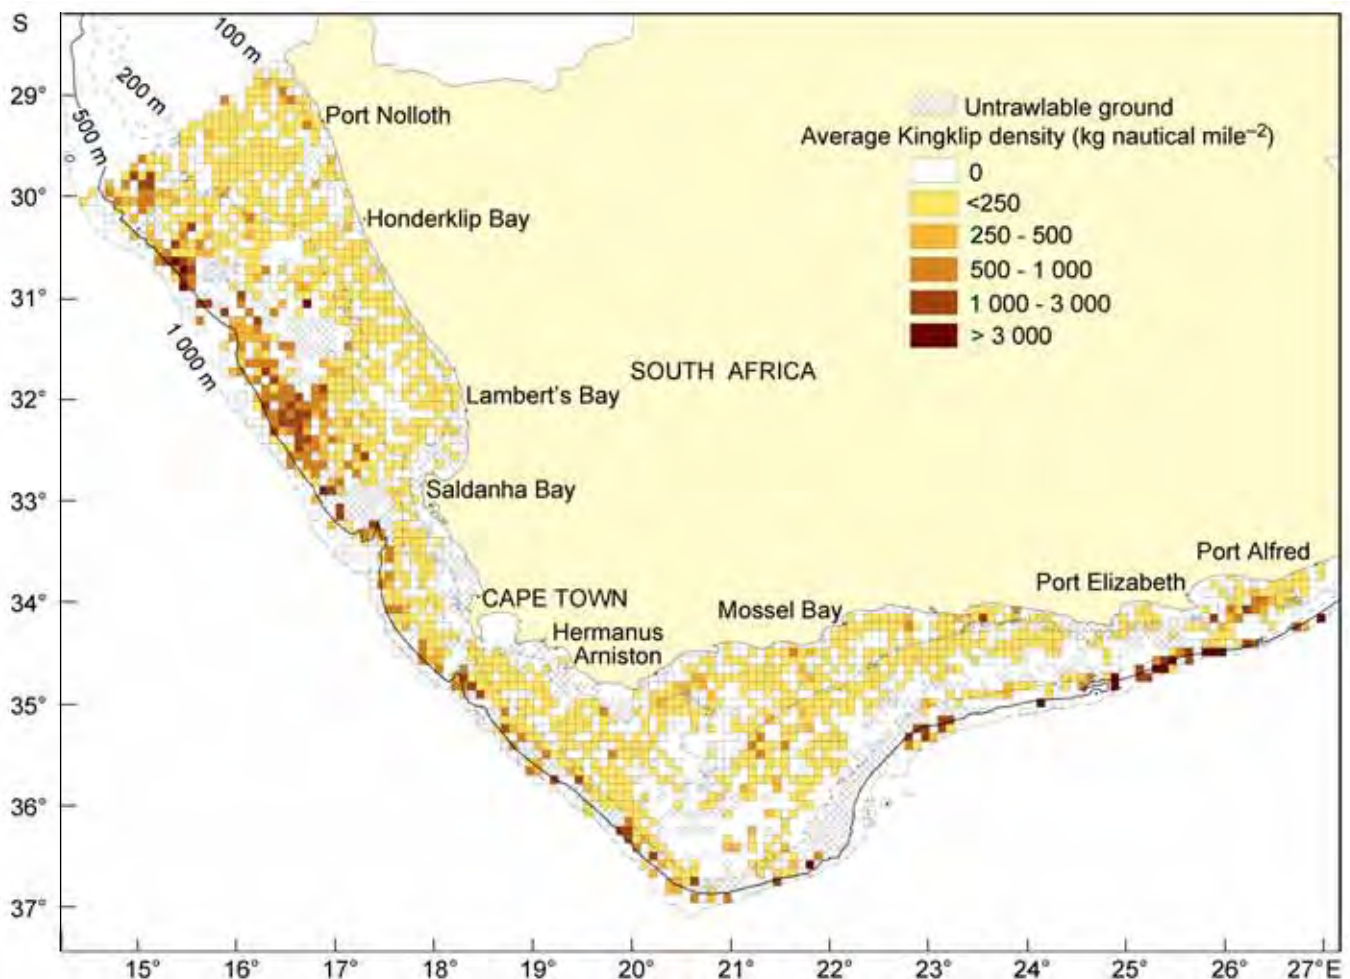 S
100 m
200 m
500 m
1 000 m
29°
30°
31°
32°
33°
34°
35°
36°
37°
Port Nolloth
Honderklip Bay
Lambert's Bay
Saldanha Bay
CAPE TOWN
Hermanus
Arniston
Mossel Bay
Port Elizabeth
Port Alfred
SOUTH AFRICA
Untrawlable ground
Average Kingklip density (kg nautical mile⁻²)
0
<250
250 - 500
500 - 1 000
1 000 - 3 000
> 3 000
15° 16° 17° 18° 19° 20° 21° 22° 23° 24° 25° 26° 27° E